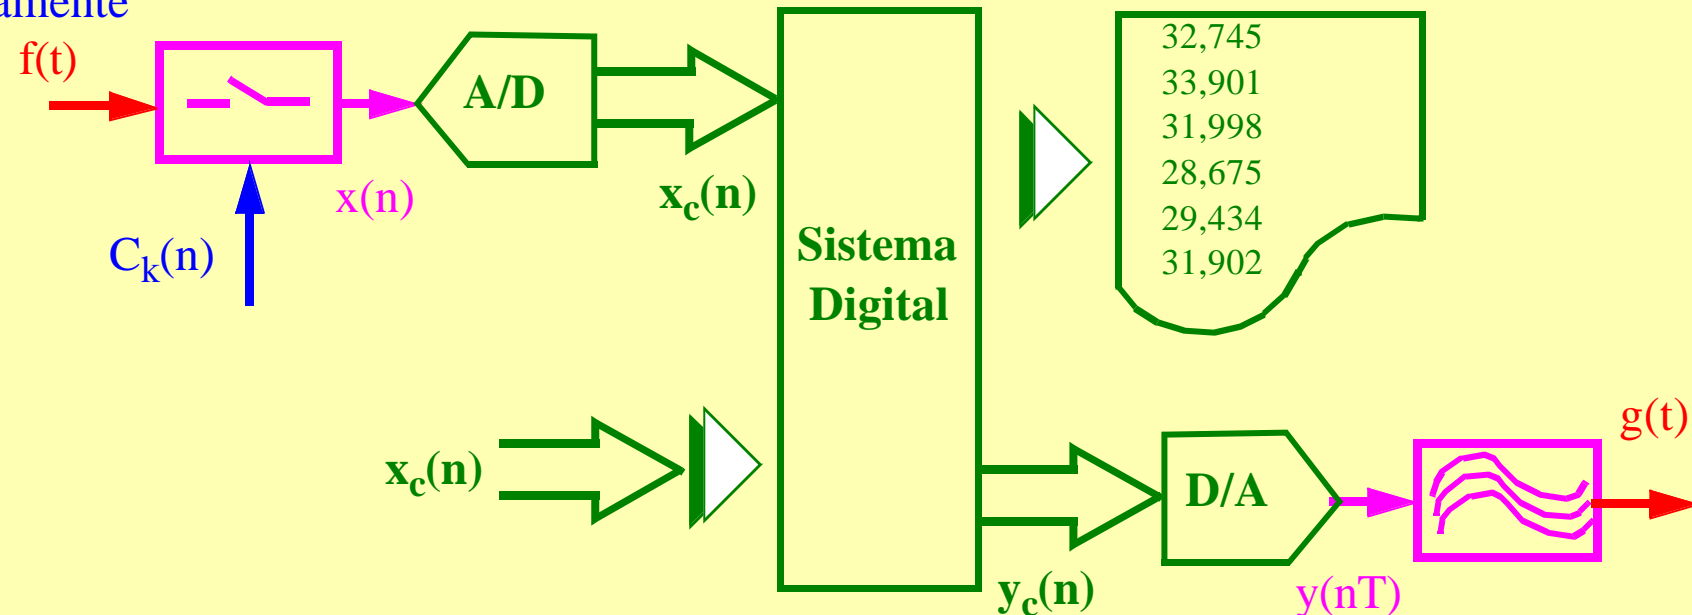 f(t)
A/D
x(n)
x_c(n)
C_k(n)
Sistema
Digital
32,745
33,901
31,998
28,675
29,434
31,902
x_c(n)
y_c(n)
D/A
y(nT)
g(t)